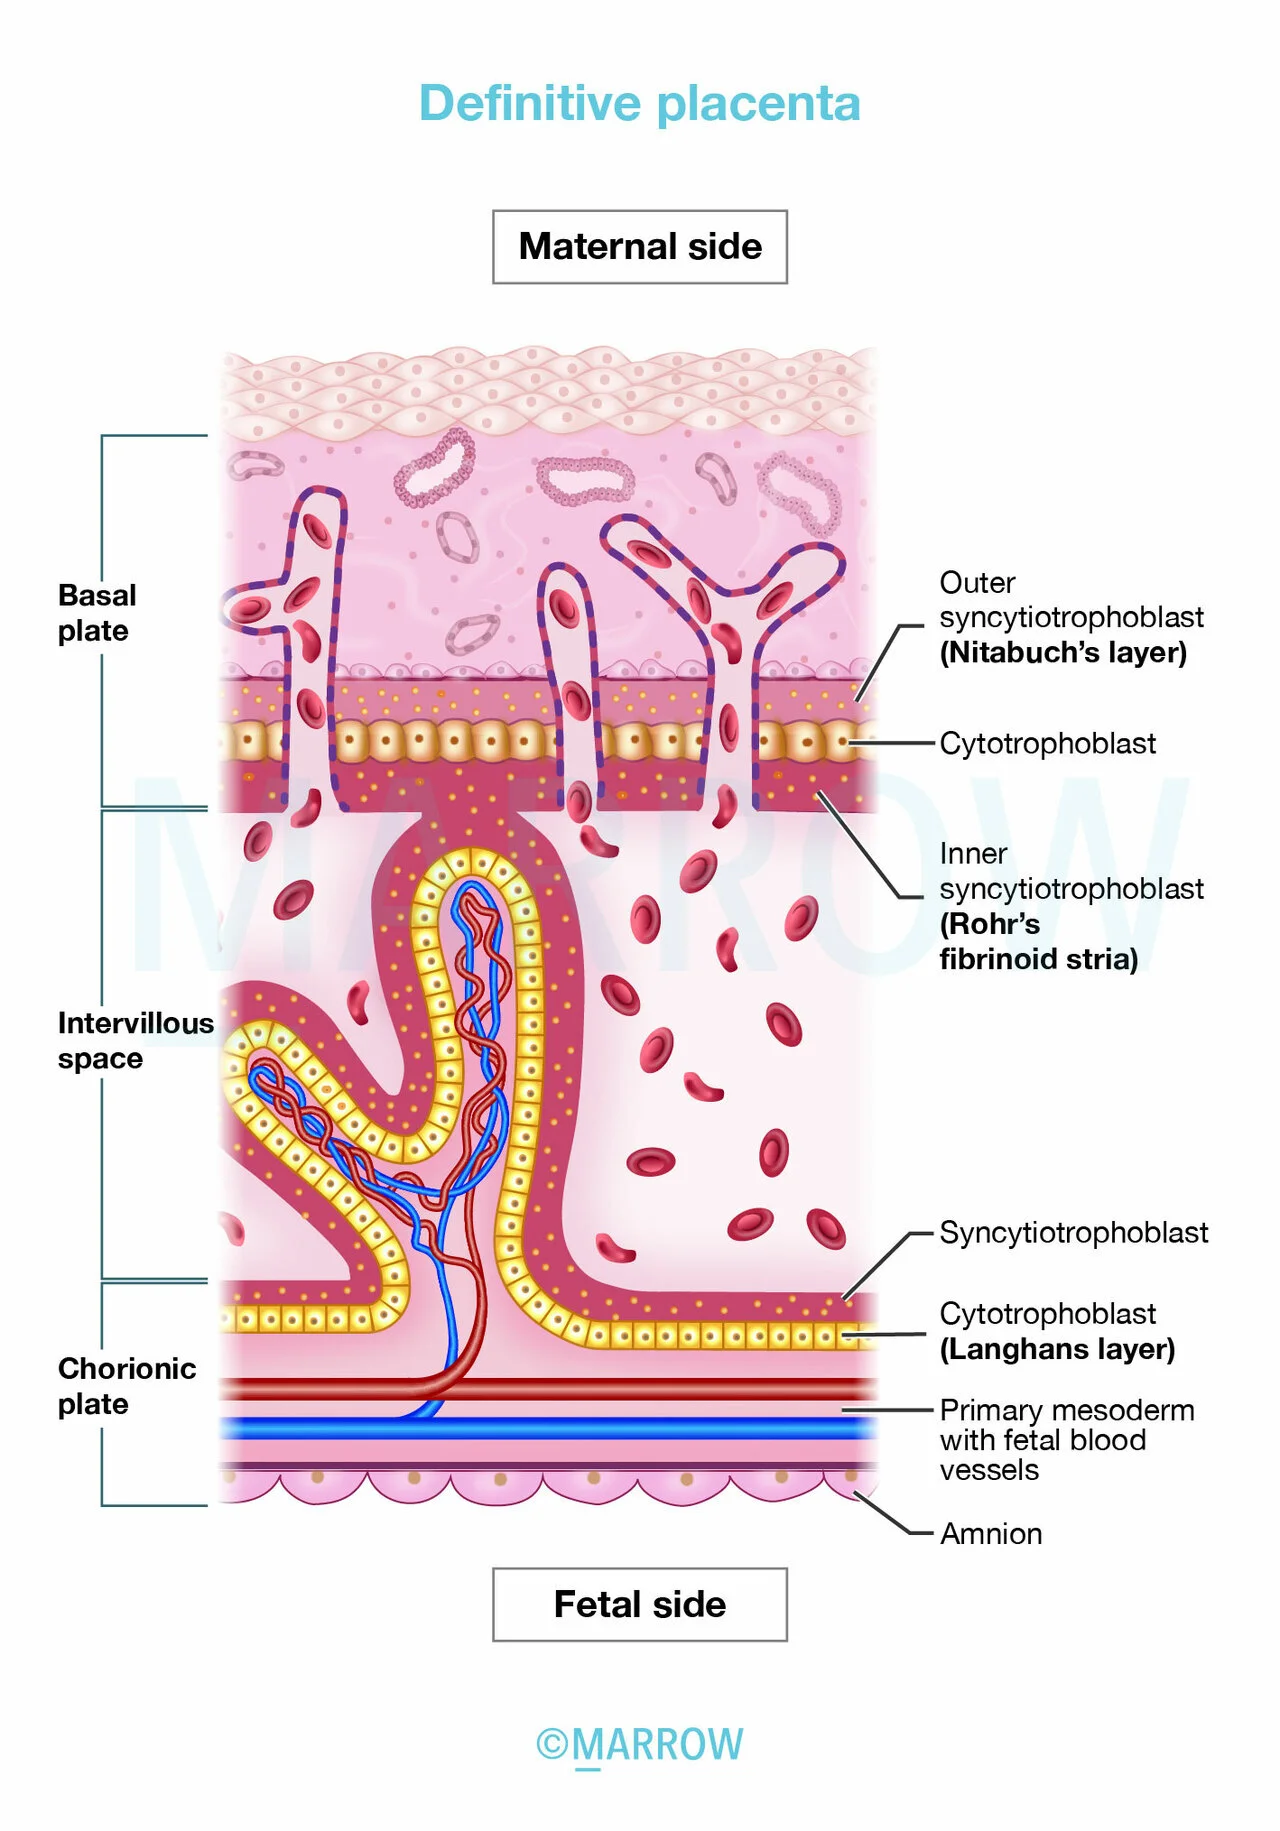 Definitive placenta
Maternal side
Basal
plate
Outer
syncytiotrophoblast
(Nitabuch's layer)
Cytotrophoblast
Inner
syncytiotrophoblast
(Rohr's
fibrinoid stria)
Intervillous
space
Syncytiotrophoblast
Cytotrophoblast
(Langhans layer)
Chorionic
plate
Primary mesoderm
with fetal blood
vessels
Amnion
Fetal side
MARROW
©MARROW